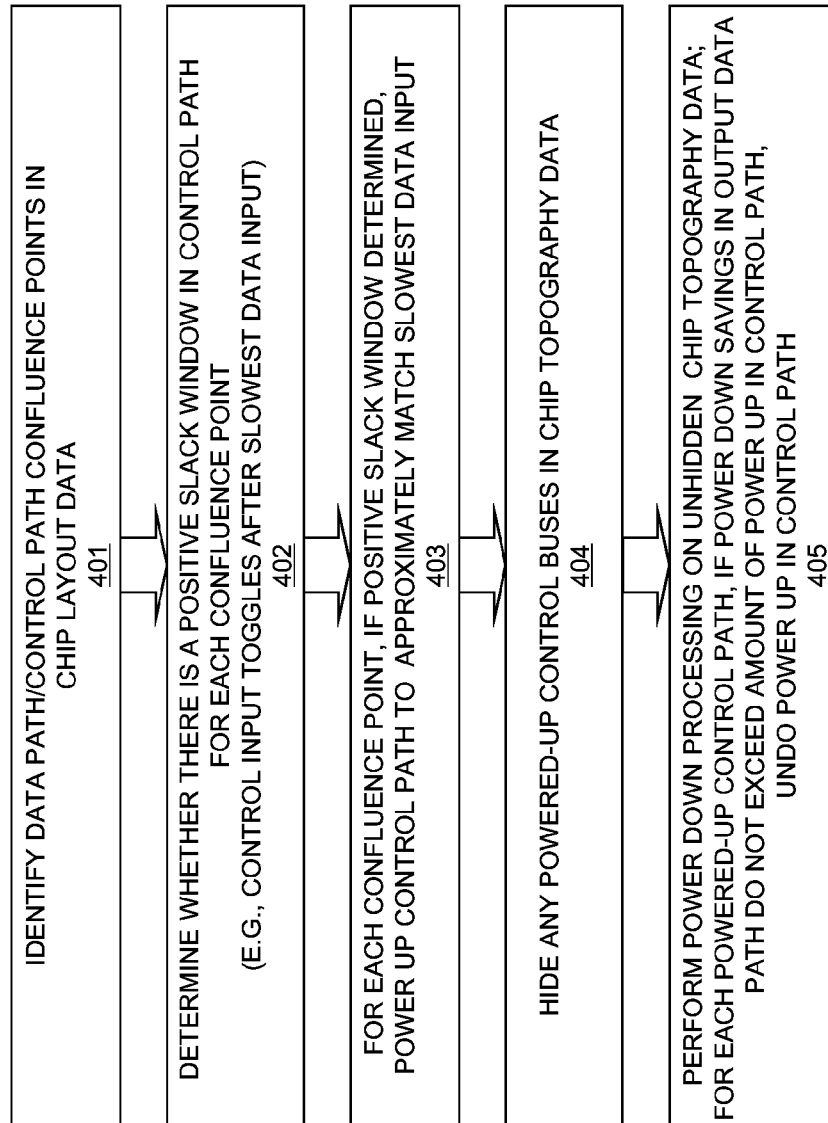 IDENTIFY DATA PATH/CONTROL PATH CONFLUENCE POINTS IN
CHIP LAYOUT DATA
401
DETERMINE WHETHER THERE IS A POSITIVE SLACK WINDOW IN CONTROL PATH
FOR EACH CONFLUENCE POINT
(E.G., CONTROL INPUT TOGGLES AFTER SLOWEST DATA INPUT)
402
FOR EACH CONFLUENCE POINT, IF POSITIVE SLACK WINDOW DETERMINED,
POWER UP CONTROL PATH TO APPROXIMATELY MATCH SLOWEST DATA INPUT
403
HIDE ANY POWERED-UP CONTROL BUSES IN CHIP TOPOGRAPHY DATA
404
PERFORM POWER DOWN PROCESSING ON UNHIDDEN CHIP TOPOGRAPHY DATA;
FOR EACH POWERED-UP CONTROL PATH, IF POWER DOWN SAVINGS IN OUTPUT DATA
PATH DO NOT EXCEED AMOUNT OF POWER UP IN CONTROL PATH,
UNDO POWER UP IN CONTROL PATH
405